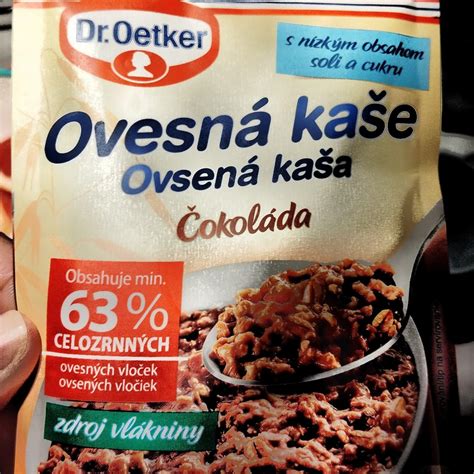 Dr. Oetker
s nízkým obsahom
soli a cukru
Ovesná kaše
Ovsená kaša
Čokoláda
Obsahuje min.
63 %
CELOZRNNÝCH
ovesných vloček
ovsených vločiek
zdroj vlákniny